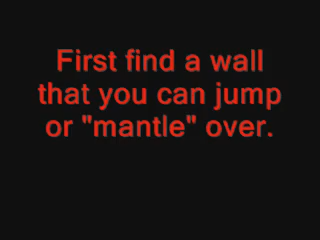 First find a wall
that you can jump
or "mantle" over.